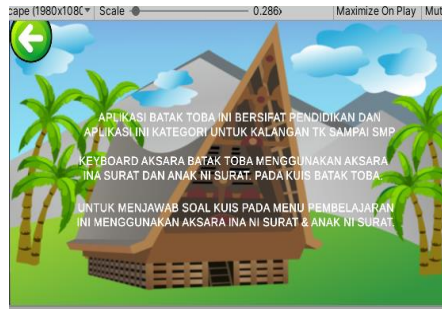 cape (1980x1080
Scale
0.286x
Maximize On Play
Mut
APLIKASI BATAK TOBA INI BERSIFAT PENDIDIKAN DAN
APLIKASI INI KATEGORI UNTUK KALANGAN TK SAMPAI SMP
KEYBOARD AKSARA BATAK TOBA MENGGUNAKAN AKSARA
INA SURAT DAN ANAK NI SURAT. PADA KUIS BATAK TOBA.
UNTUK MENJAWAB SOAL KUIS PADA MENU PEMBELAJARAN
INI MENGGUNAKAN AKSARA INA NI SURAT & ANAK NI SURAT.